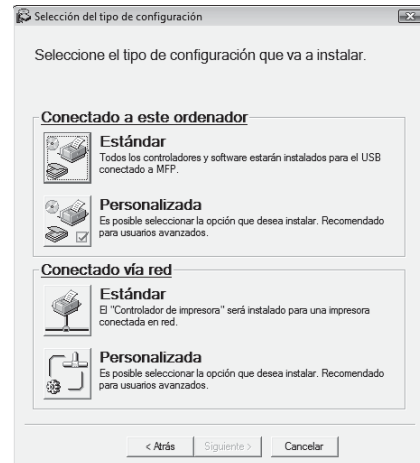 Selección del tipo de configuración
Seleccione el tipo de configuración que va a instalar.
Conectado a este ordenador
Estándar
Todos los controladores y software estarán instalados para el USB
conectado a MFP.
Personalizada
Es posible seleccionar la opción que desea instalar. Recomendado
para usuarios avanzados.
Conectado vía red
Estándar
El "Controlador de impresora" será instalado para una impresora
conectada en red.
Personalizada
Es posible seleccionar la opción que desea instalar. Recomendado
para usuarios avanzados.
< Atrás Siguiente > Cancelar